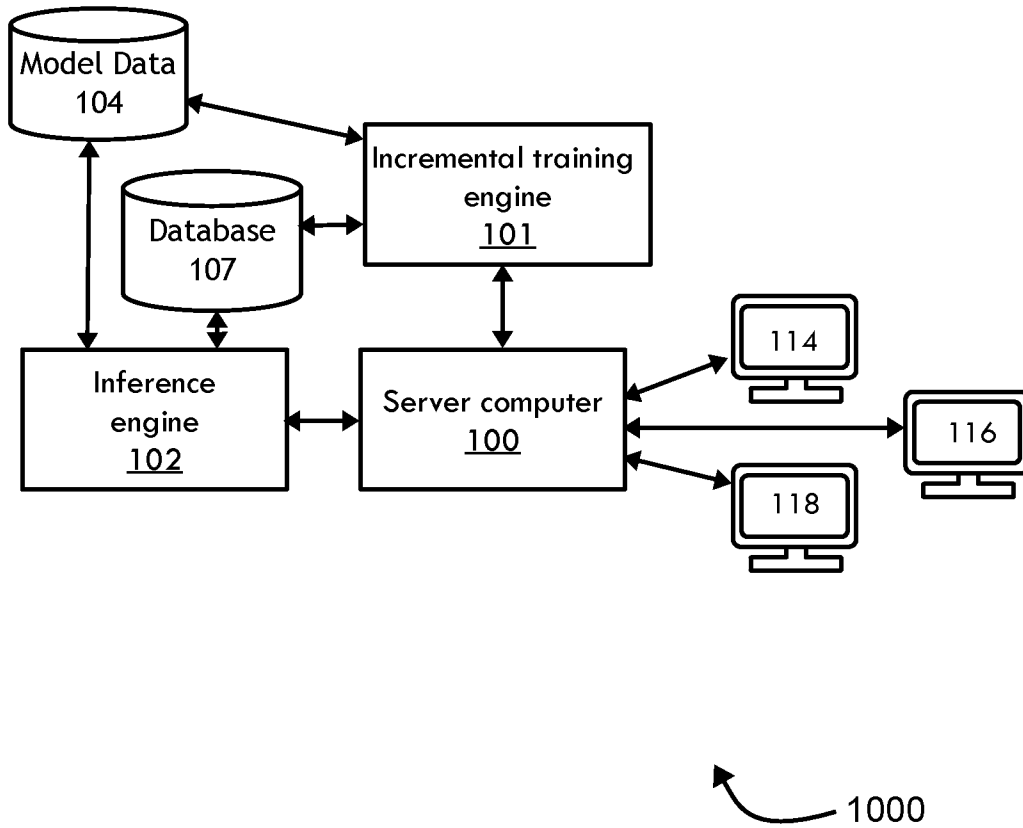 Model Data
104
Incremental training
engine
101
Database
107
Inference
engine
102
Server computer
100
114
116
118
1000